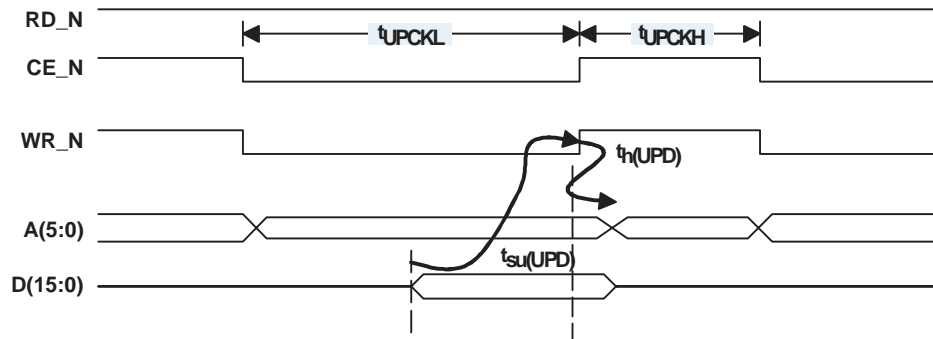 RD_N
tUPCKL tUPCKH
CE_N
WR_N
th(UPD)
A(5:0)
tsu(UPD)
D(15:0)